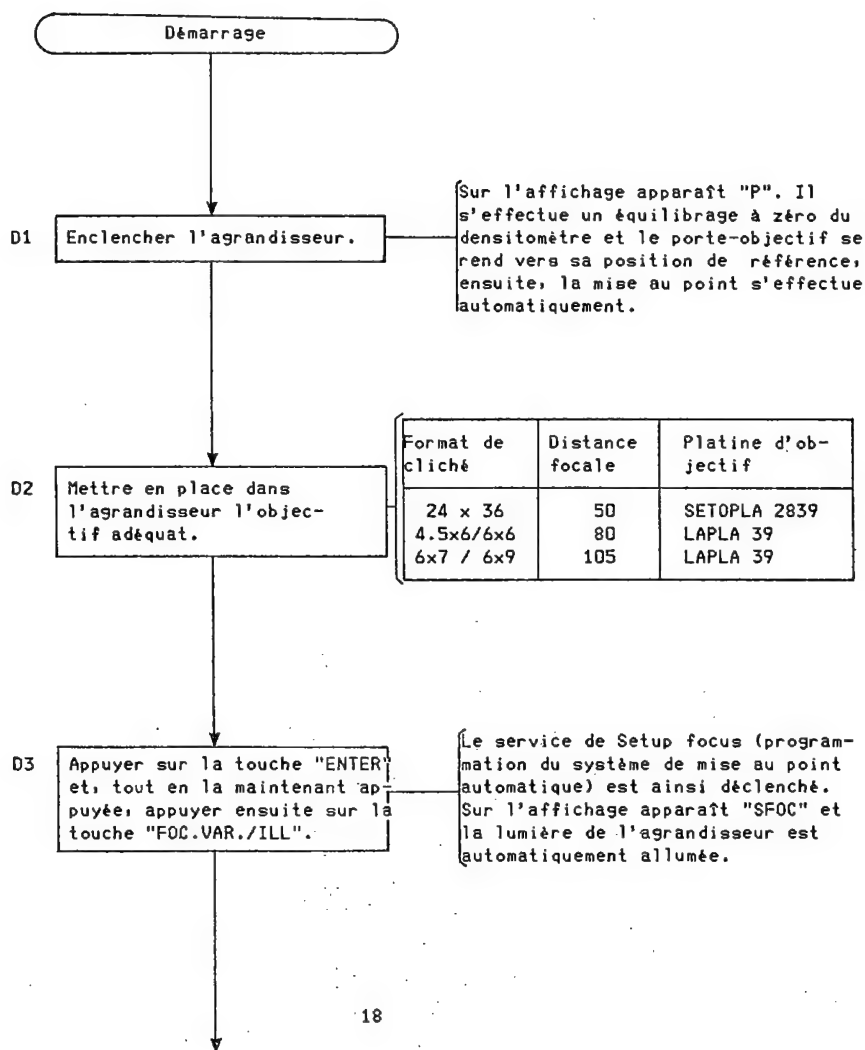 Démarrage
D1
Enclencher l'agrandisseur.
Sur l'affichage apparaît "P". Il
s'effectue un équilibrage à zéro du
densitomètre et le porte-objectif se
rend vers sa position de référence,
ensuite, la mise au point s'effectue
automatiquement.
D2
Mettre en place dans
l'agrandisseur l'objec-
tif adéquat.
Format de Distance Platine d'ob-
cliché focale jectif
24 x 36 50 SETOPLA 2839
4.5x6/6x6 80 LAPLA 39
6x7 / 6x9 105 LAPLA 39
D3
Appuyer sur la touche "ENTER"
et, tout en la maintenant ap-
puyée, appuyer ensuite sur la
touche "FOC.VAR./ILL".
Le service de Setup focus (program-
mation du système de mise au point
automatique) est ainsi déclenché.
Sur l'affichage apparaît "SFOC" et
la lumière de l'agrandisseur est
automatiquement allumée.
18